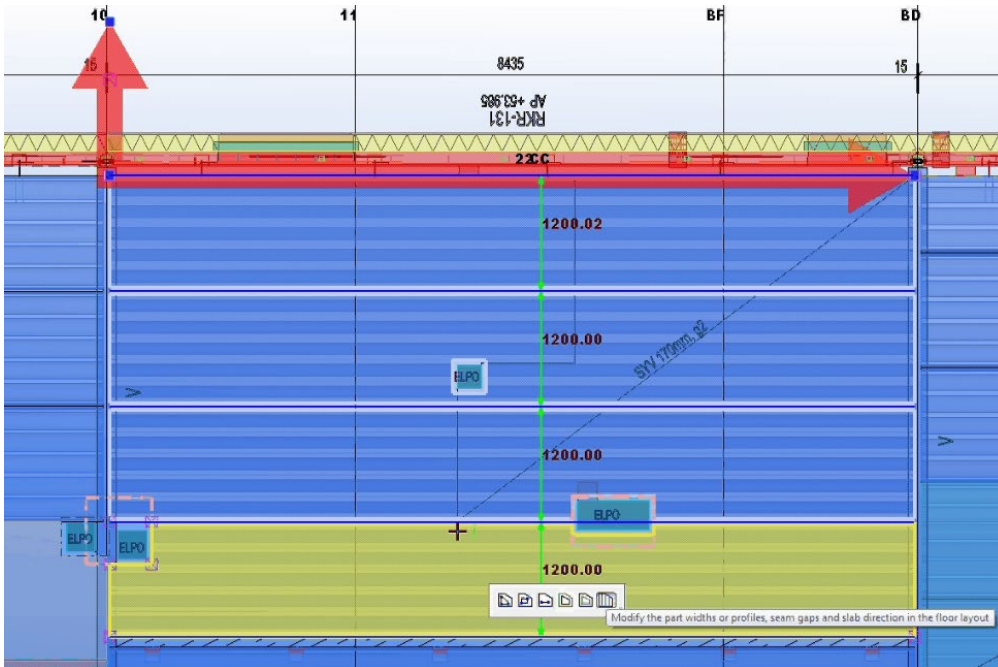 10 11 BF BD
15 8435 15
AP +53.985
RKR-131
1200.02
1200.00
SYV 170mm, g2
ELPO
V
V
1200.00
ELPO
ELPO
ELPO
1200.00
Modify the part widths or profiles, seam gaps and slab direction in the floor layout